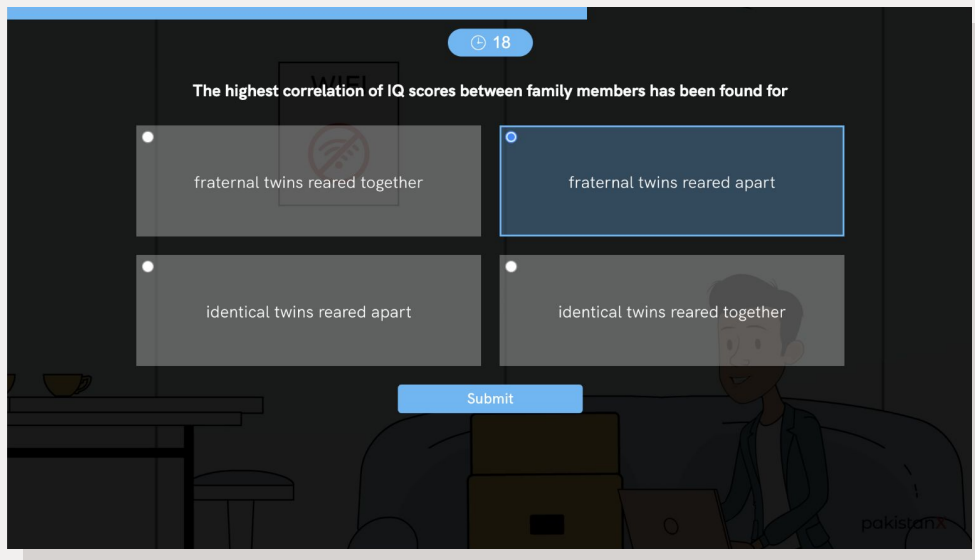 18
WIFI
The highest correlation of IQ scores between family members has been found for
fraternal twins reared together
fraternal twins reared apart
identical twins reared apart
identical twins reared together
Submit
pakistanX